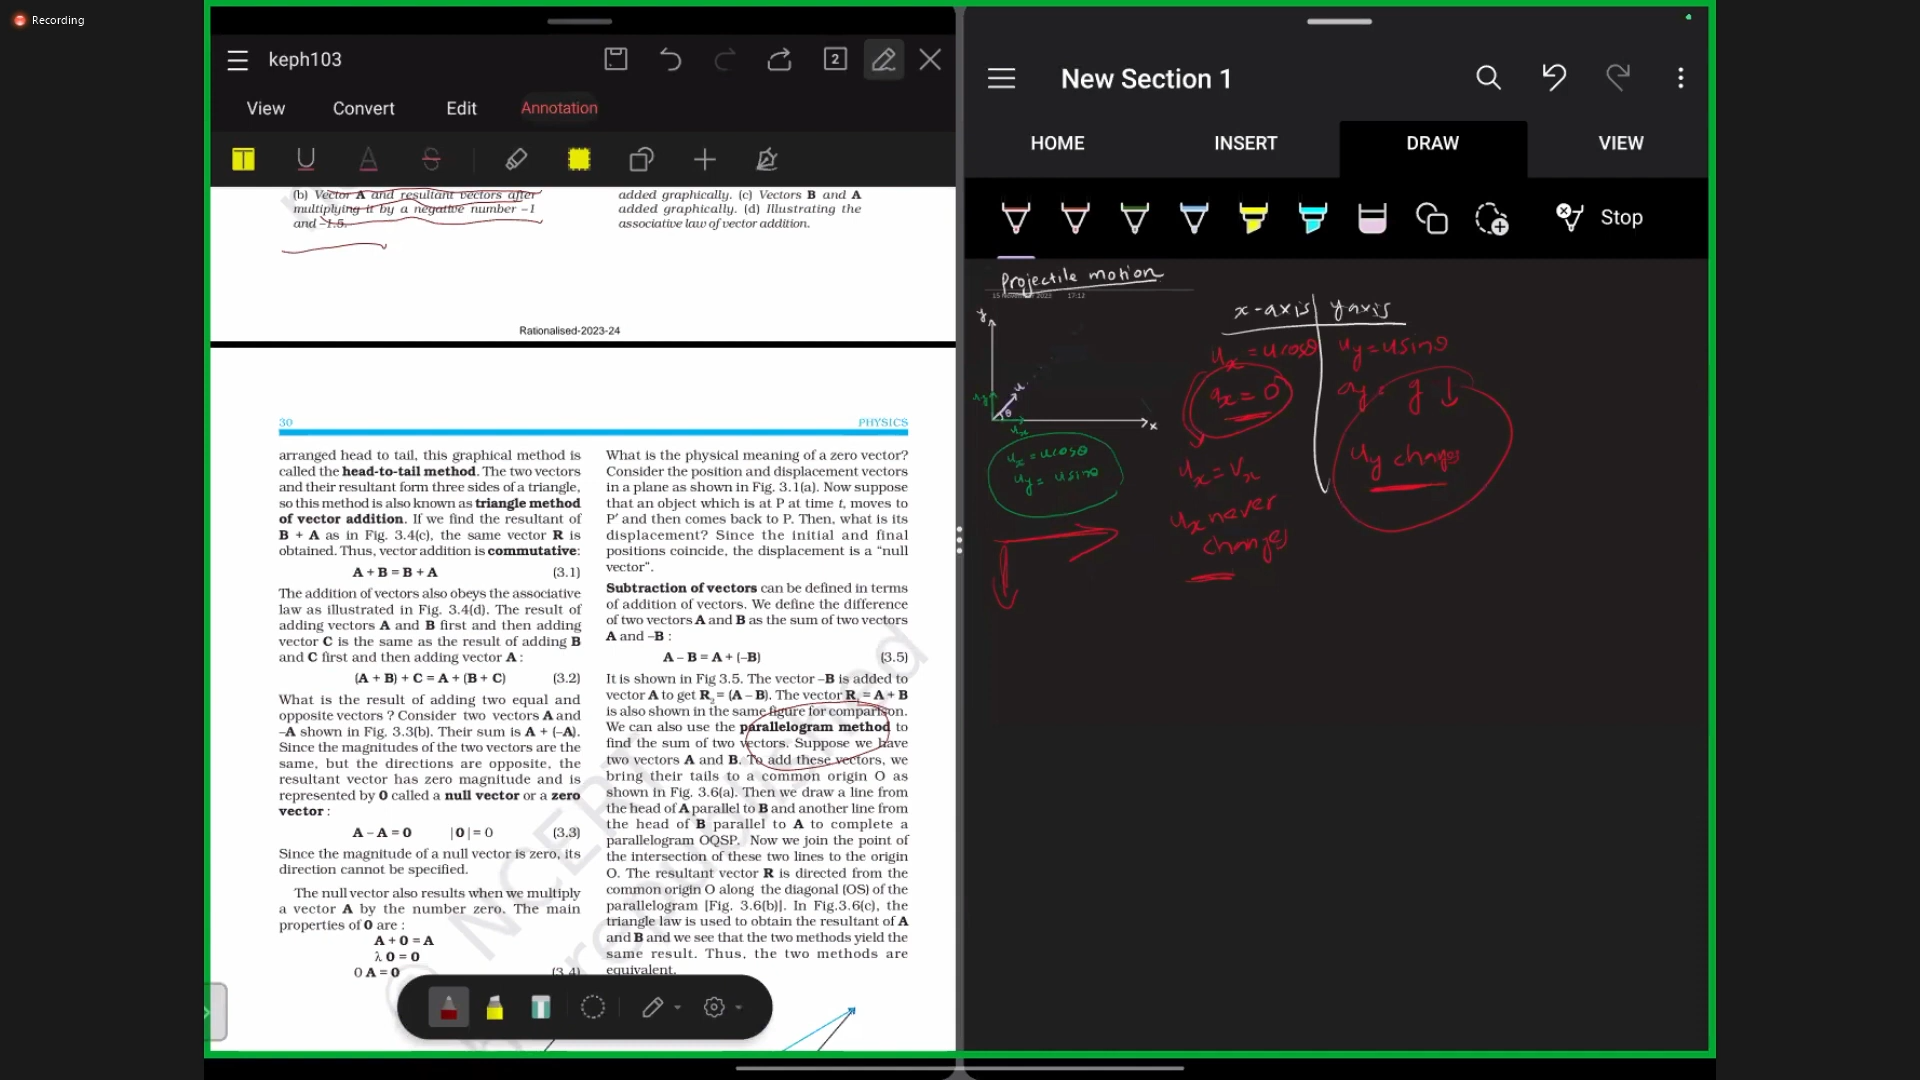 Recording
keph103
2
View Convert Edit Annotation
(b) Vector A and resultant vectors after
multiplying it by a negative number –1
and –1.5.
added graphically. (c) Vectors B and A
added graphically. (d) Illustrating the
associative law of vector addition.
Rationalised-2023-24
30 PHYSICS
arranged head to tail, this graphical method is
called the head-to-tail method. The two vectors
and their resultant form three sides of a triangle,
so this method is also known as triangle method
of vector addition. If we find the resultant of
B + A as in Fig. 3.4(c), the same vector R is
obtained. Thus, vector addition is commutative:
A + B = B + A (3.1)
The addition of vectors also obeys the associative
law as illustrated in Fig. 3.4(d). The result of
adding vectors A and B first and then adding
vector C is the same as the result of adding B
and C first and then adding vector A :
(A + B) + C = A + (B + C) (3.2)
What is the result of adding two equal and
opposite vectors ? Consider two vectors A and
–A shown in Fig. 3.3(b). Their sum is A + (–A).
Since the magnitudes of the two vectors are the
same, but the directions are opposite, the
resultant vector has zero magnitude and is
represented by 0 called a null vector or a zero
vector :
A – A = 0 |0| = 0 (3.3)
Since the magnitude of a null vector is zero, its
direction cannot be specified.
The null vector also results when we multiply
a vector A by the number zero. The main
properties of 0 are :
A + 0 = A
λ 0 = 0
0 A = 0 (3.4)
What is the physical meaning of a zero vector?
Consider the position and displacement vectors
in a plane as shown in Fig. 3.1(a). Now suppose
that an object which is at P at time t, moves to
P′ and then comes back to P. Then, what is its
displacement? Since the initial and final
positions coincide, the displacement is a “null
vector”.
Subtraction of vectors can be defined in terms
of addition of vectors. We define the difference
of two vectors A and B as the sum of two vectors
A and –B :
A – B = A + (–B) (3.5)
It is shown in Fig 3.5. The vector –B is added to
vector A to get R₂ = (A – B). The vector R₁ = A + B
is also shown in the same figure for comparison.
We can also use the parallelogram method to
find the sum of two vectors. Suppose we have
two vectors A and B. To add these vectors, we
bring their tails to a common origin O as
shown in Fig. 3.6(a). Then we draw a line from
the head of A parallel to B and another line from
the head of B parallel to A to complete a
parallelogram OQSP. Now we join the point of
the intersection of these two lines to the origin
O. The resultant vector R is directed from the
common origin O along the diagonal (OS) of the
parallelogram [Fig. 3.6(b)]. In Fig.3.6(c), the
triangle law is used to obtain the resultant of A
and B and we see that the two methods yield the
same result. Thus, the two methods are
equivalent.
© NCERT
republished
New Section 1
HOME INSERT DRAW VIEW
Stop
Projectile motion
15 November 2023 17:12
y
u
θ
uy
ux
x
ux = u cosθ
uy = u sinθ
x-axis y axis
ux = u cosθ uy = u sinθ
ax = 0 ay = g ↓
ux = Vx uy changes
ux never
changes